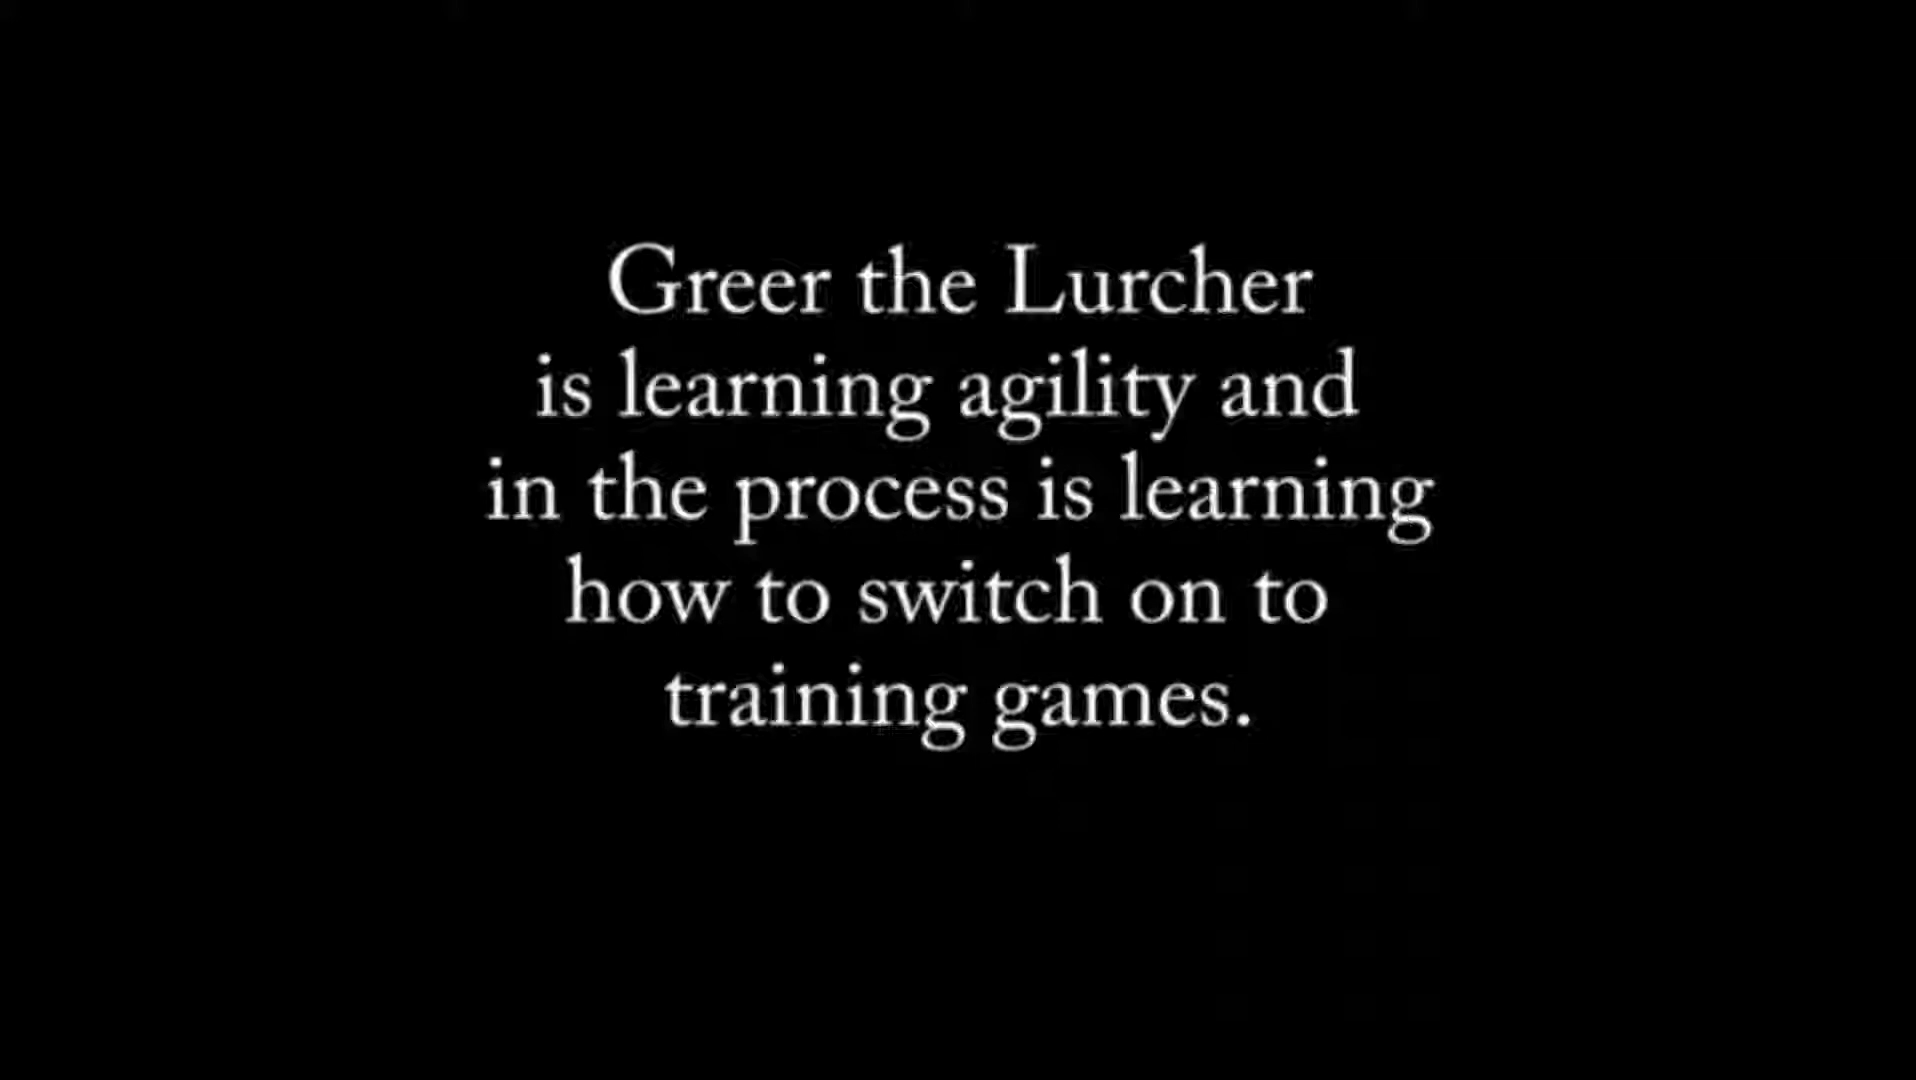 Greer the Lurcher
is learning agility and
in the process is learning
how to switch on to
training games.